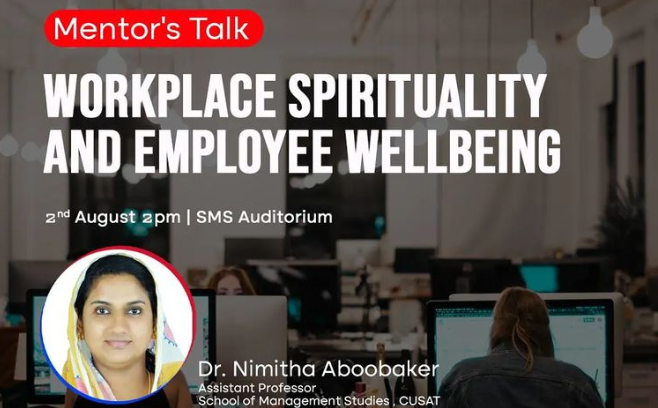 Mentor's Talk
WORKPLACE SPIRITUALITY
AND EMPLOYEE WELLBEING
2nd August 2pm | SMS Auditorium
Dr. Nimitha Aboobaker
Assistant Professor
School of Management Studies , CUSAT